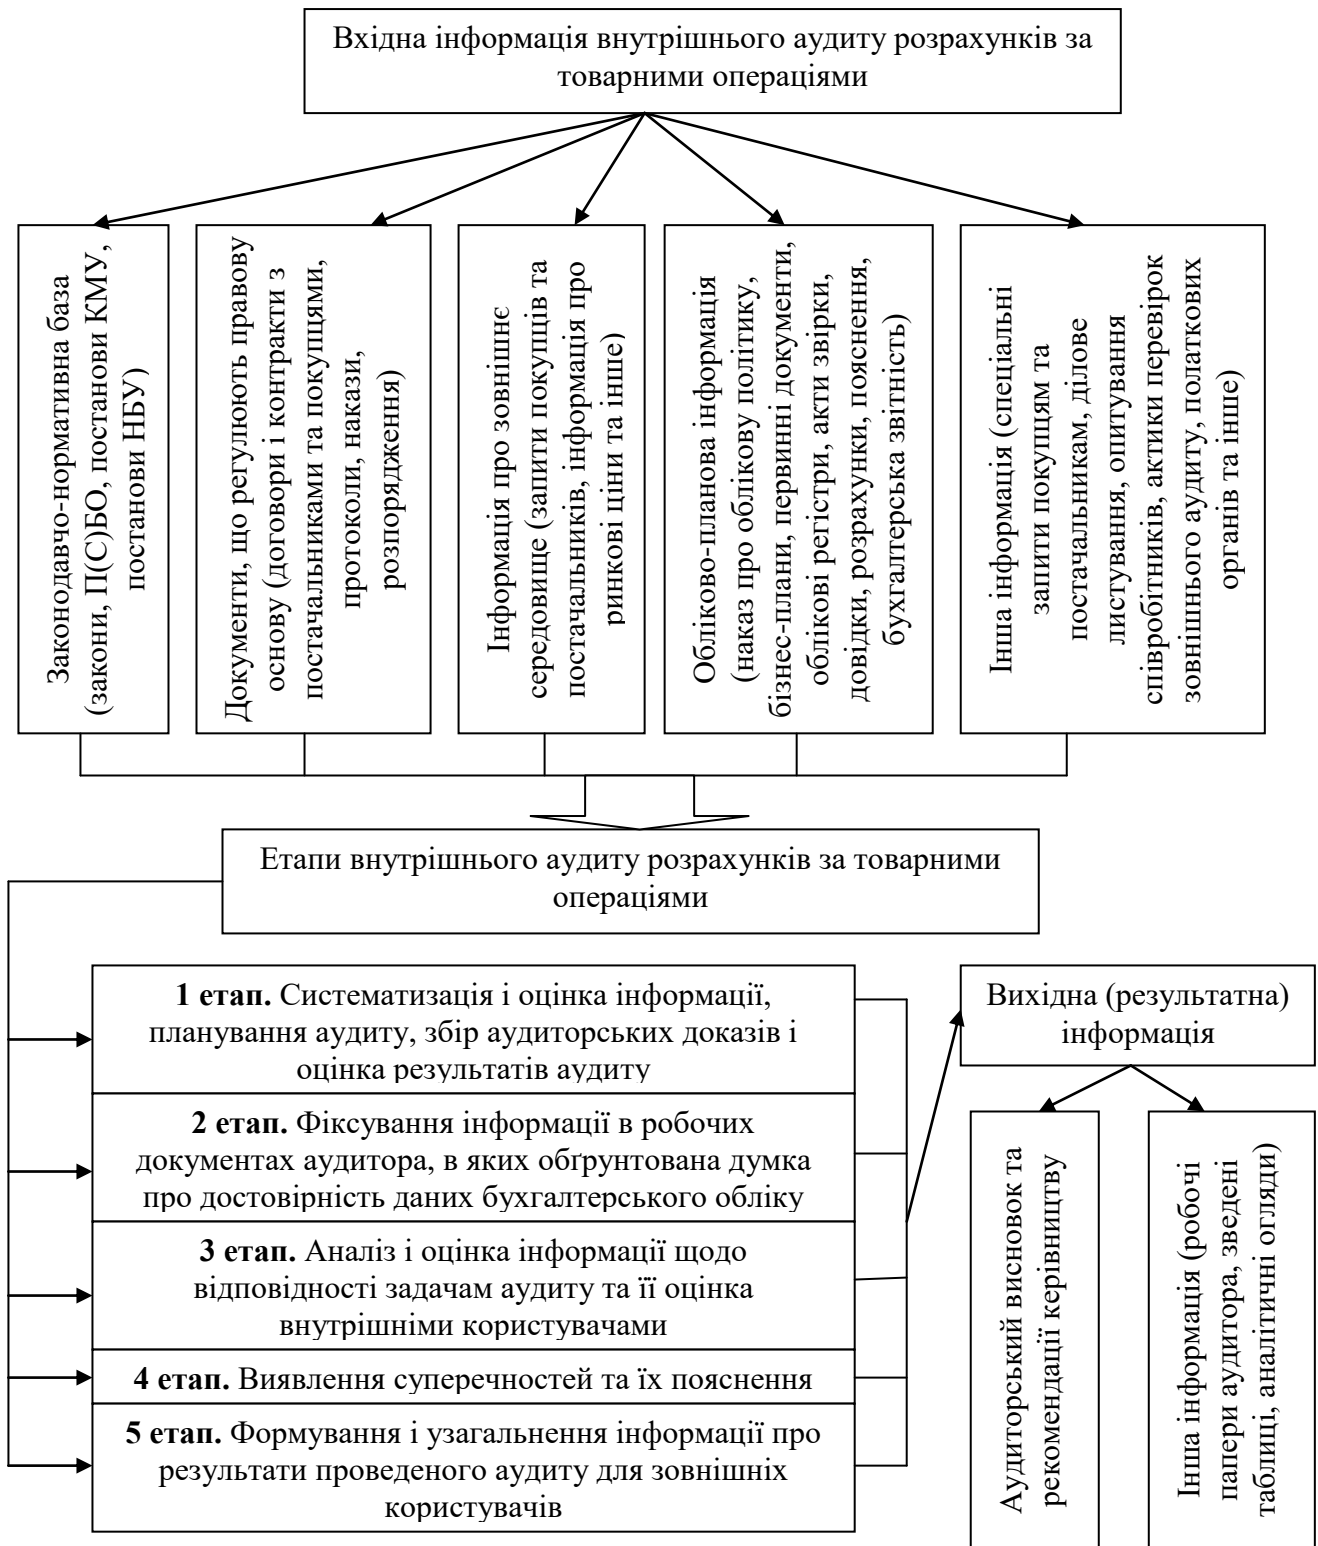 Вхідна інформація внутрішнього аудиту розрахунків за
товарними операціями
Законодавчо-нормативна база
(закони, П(С)БО, постанови КМУ,
постанови НБУ)
Документи, що регулюють правову
основу (договори і контракти з
постачальниками та покупцями,
протоколи, накази,
розпорядження)
Інформація про зовнішнє
середовище (запити покупців та
постачальників, інформація про
ринкові ціни та інше)
Обліково-планова інформація
(наказ про облікову політику,
бізнес-плани, первинні документи,
облікові регістри, акти звірки,
довідки, розрахунки, пояснення,
бухгалтерська звітність)
Інша інформація (спеціальні
запити покупцям та
постачальникам, ділове
листування, опитування
співробітників, актики перевірок
зовнішнього аудиту, податкових
органів та інше)
Етапи внутрішнього аудиту розрахунків за товарними
операціями
1 етап. Систематизація і оцінка інформації,
планування аудиту, збір аудиторських доказів і
оцінка результатів аудиту
2 етап. Фіксування інформації в робочих
документах аудитора, в яких обґрунтована думка
про достовірність даних бухгалтерського обліку
3 етап. Аналіз і оцінка інформації щодо
відповідності задачам аудиту та її оцінка
внутрішніми користувачами
4 етап. Виявлення суперечностей та їх пояснення
5 етап. Формування і узагальнення інформації про
результати проведеного аудиту для зовнішніх
користувачів
Вихідна (результатна)
інформація
Аудиторський висновок та
рекомендації керівництву
Інша інформація (робочі
папери аудитора, зведені
таблиці, аналітичні огляди)